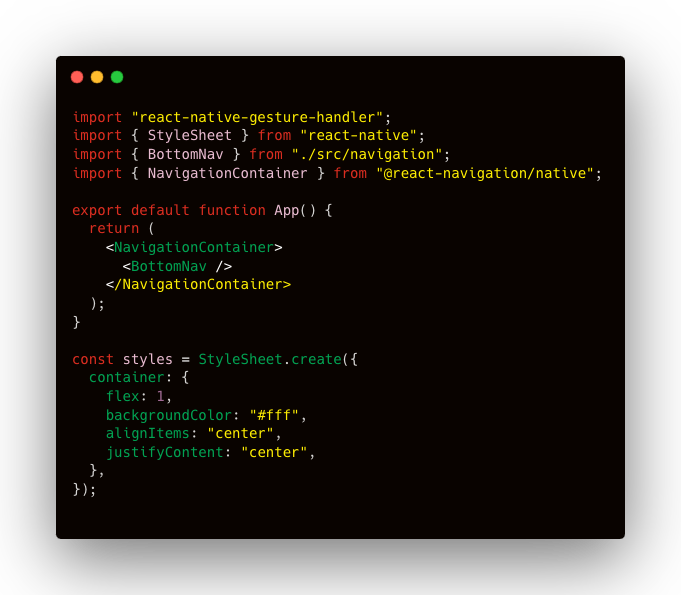 import "react-native-gesture-handler";
import { StyleSheet } from "react-native";
import { BottomNav } from "./src/navigation";
import { NavigationContainer } from "@react-navigation/native";

export default function App() {
  return (
    <NavigationContainer>
      <BottomNav />
    </NavigationContainer>
  );
}

const styles = StyleSheet.create({
  container: {
    flex: 1,
    backgroundColor: "#fff",
    alignItems: "center",
    justifyContent: "center",
  },
});